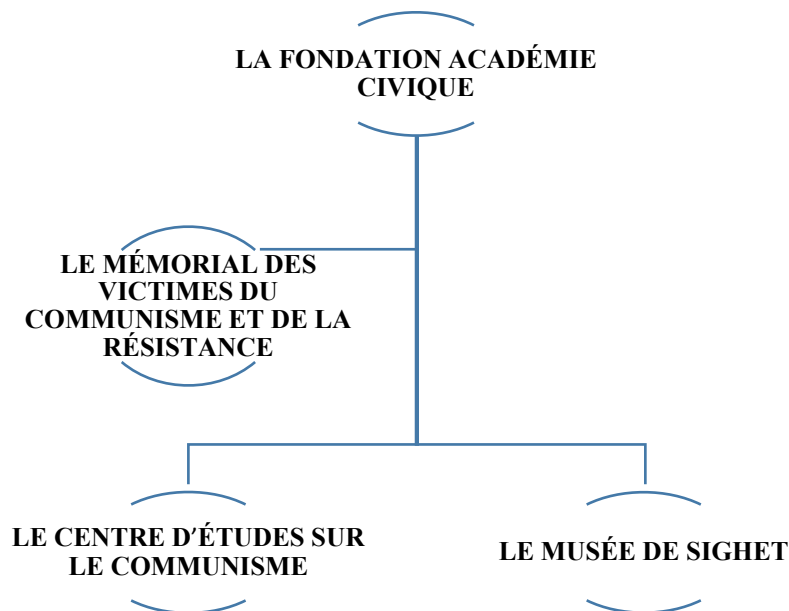 LA FONDATION ACADÉMIE
CIVIQUE
LE MÉMORIAL DES
VICTIMES DU
COMMUNISME ET DE LA
RÉSISTANCE
LE CENTRE D’ÉTUDES SUR
LE COMMUNISME
LE MUSÉE DE SIGHET